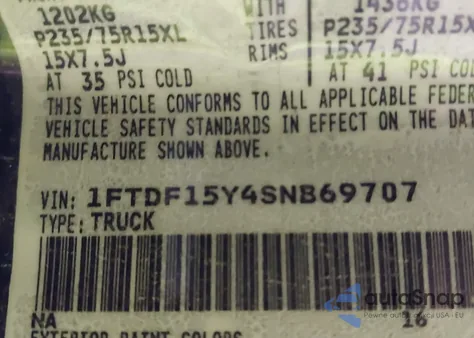 1202KG WITH 1436KG
P235/75R15XL TIRES P235/75R15X
15X7.5J RIMS 15X7.5J
AT 35 PSI COLD AT 41 PSI CO
THIS VEHICLE CONFORMS TO ALL APPLICABLE FEDER
VEHICLE SAFETY STANDARDS IN EFFECT ON THE DAT
MANUFACTURE SHOWN ABOVE.
VIN: 1FTDF15Y4SNB69707
TYPE: TRUCK
autoSnap
NA 16
EXTERIOR PAINT COLORS